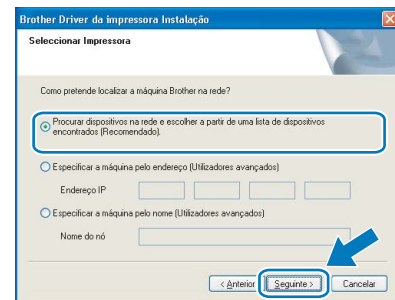 Brother Driver da impressora Instalação
Seleccionar Impressora
Como pretende localizar a máquina Brother na rede?
Procurar dispositivos na rede e escolher a partir de uma lista de dispositivos
encontrados (Recomendado).
Especificar a máquina pelo endereço (Utilizadores avançados)
Endereço IP
Especificar a máquina pelo nome (Utilizadores avançados)
Nome do nó
< Anterior Seguinte > Cancelar